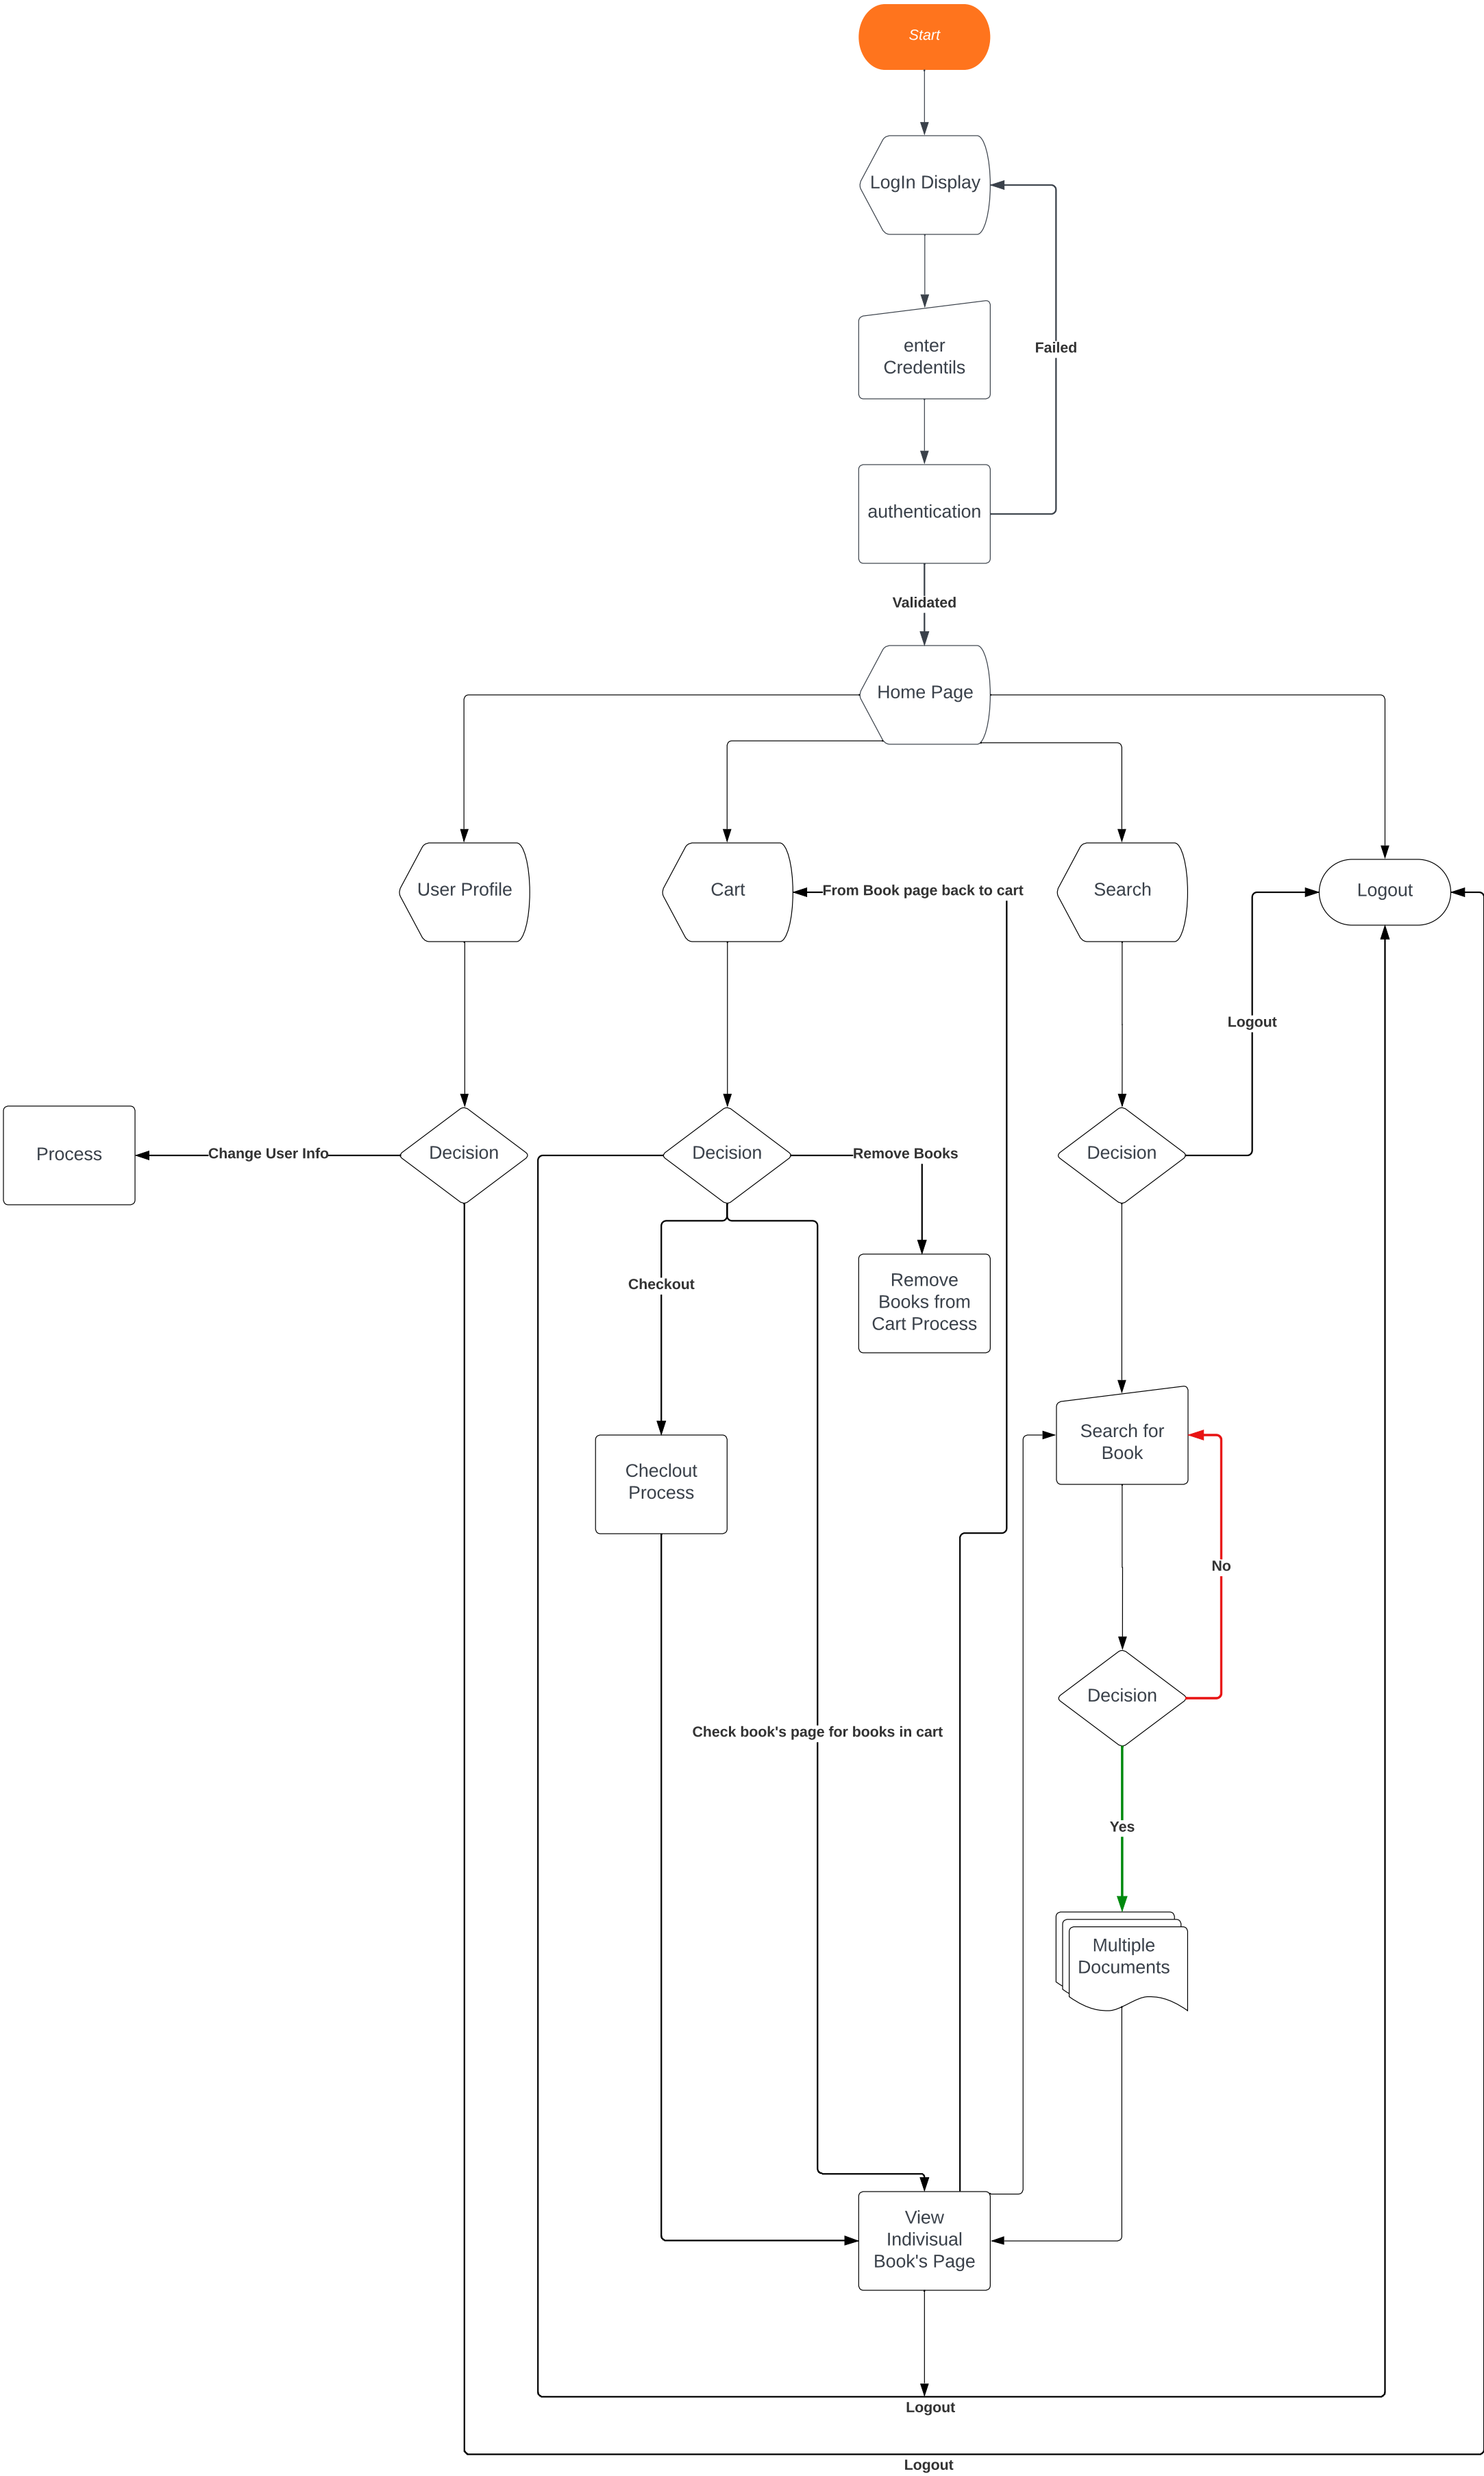 Start
LogIn Display
enter
Credentils
Failed
authentication
Validated
Home Page
User Profile
Cart
From Book page back to cart
Search
Logout
Logout
Process
Change User Info
Decision
Decision
Remove Books
Decision
Checkout
Remove
Books from
Cart Process
Search for
Book
Checlout
Process
No
Decision
Check book's page for books in cart
Yes
Multiple
Documents
View
Indivisual
Book's Page
Logout
Logout